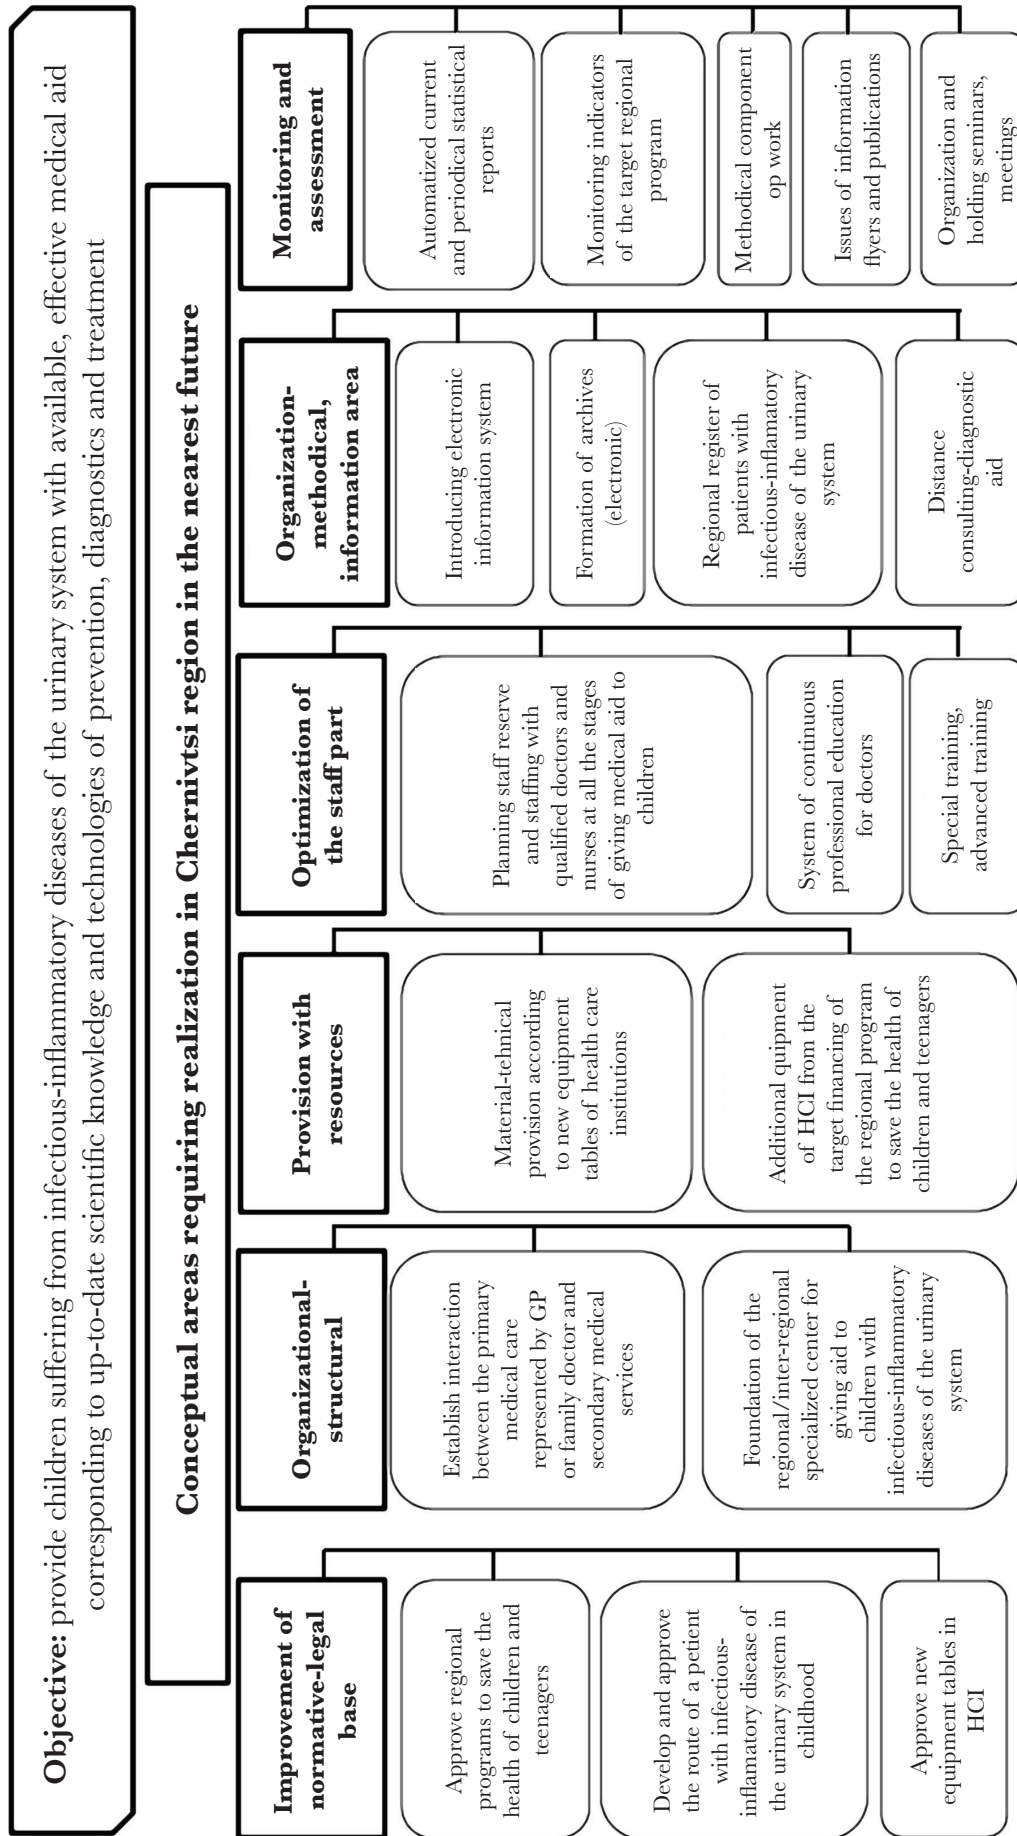 Objective: provide children suffering from infectious-inflammatory diseases of the urinary system with available, effective medical aid
corresponding to up-to-date scientific knowledge and technologies of prevention, diagnostics and treatment
Conceptual areas requiring realization in Chernivtsi region in the nearest future
Improvement of
normative-legal
base
Approve regional
programs to save the
health of children and
teenagers
Develop and approve
the route of a petient
with infectious-
inflamatory disease of
the urinary system in
childhood
Approve new
equipment tables in
HCI
Organizational-
structural
Establish interaction
between the primary
medical care
represented by GP
or family doctor and
secondary medical
services
Foundation of the
regional/inter-regional
specialized center for
giving aid to
children with
infectious-inflammatory
diseases of the urinary
system
Provision with
resources
Material-tehnical
provision according
to new equipment
tables of health care
institutions
Additional quipment
of HCI from the
target financing of
the regional program
to save the health of
children and teenagers
Optimization of
the staff part
Planning staff reserve
and staffing with
qualified doctors and
nurses at all the stages
of giving medical aid to
children
System of continuous
professional education
for doctors
Special training,
advanced training
Organization-
methodical,
information area
Introducing electronic
information system
Formation of archives
(electronic)
Regional register of
patients with
infectious-inflamatory
disease of the urinary
system
Distance
consulting-diagnostic
aid
Monitoring and
assessment
Automatized current
and periodical statistical
reports
Monitoring indicators
of the target regional
program
Methodical component
op work
Issues of information
flyers and publications
Organization and
holding seminars,
meetings